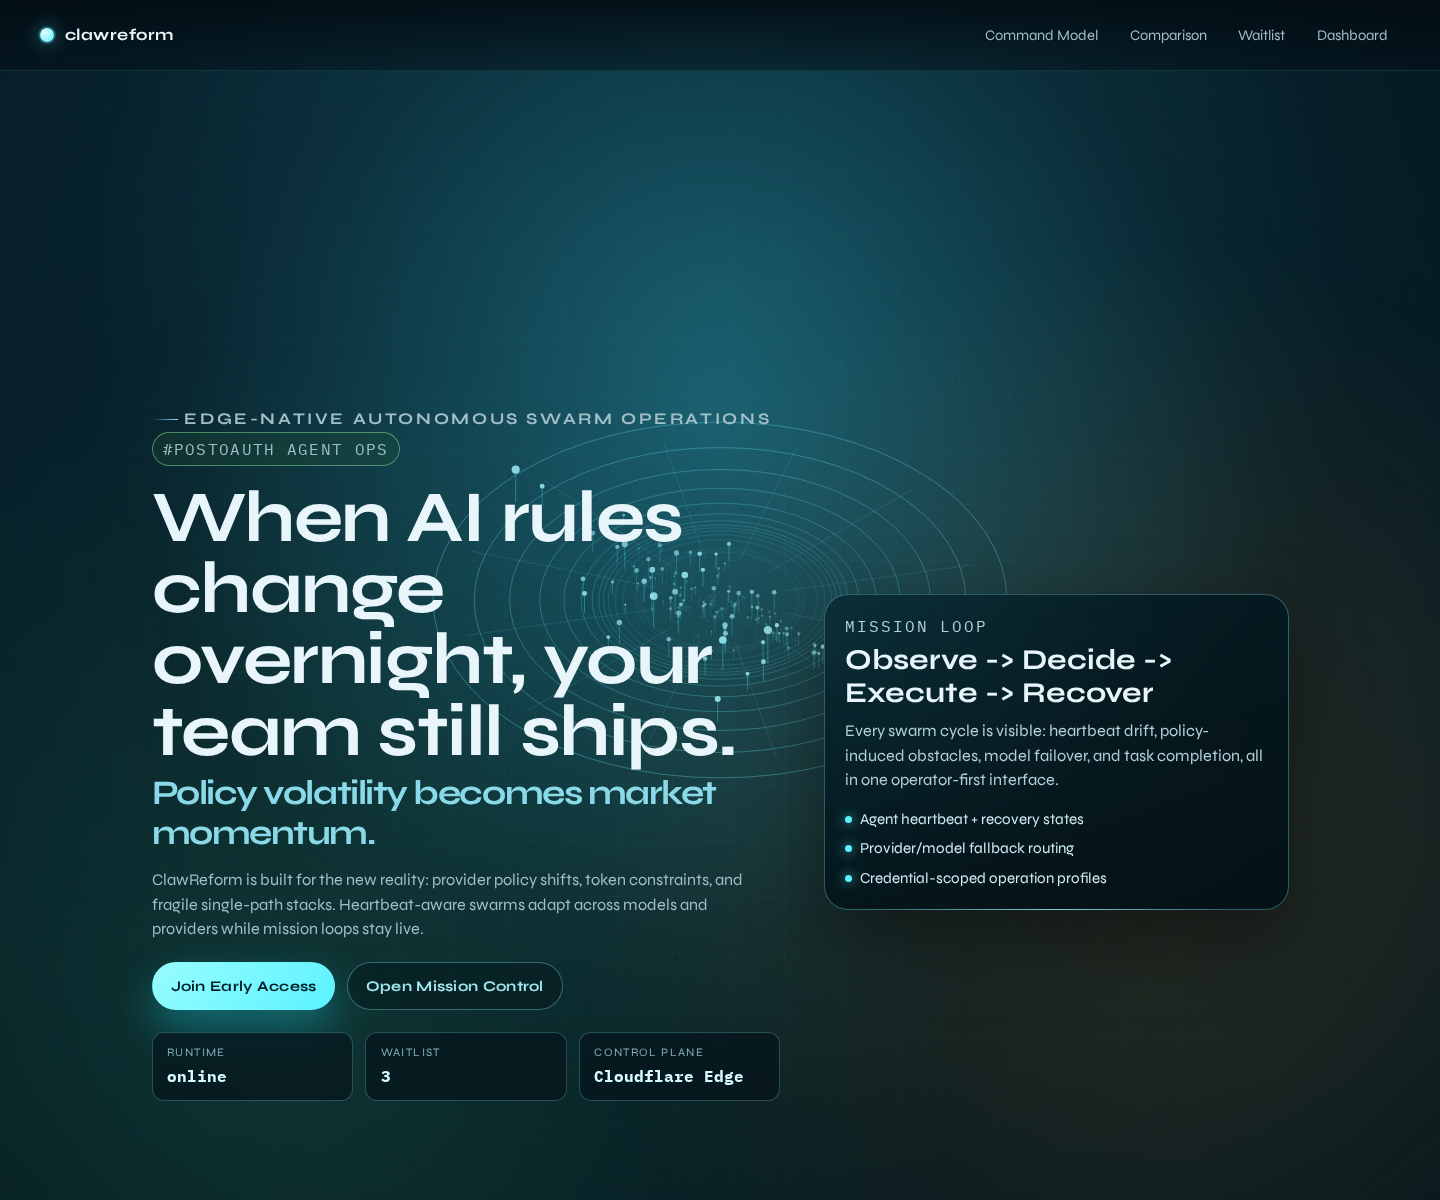 clawreform
Command Model
Comparison
Waitlist
Dashboard
EDGE-NATIVE AUTONOMOUS SWARM OPERATIONS
#POSTOAUTH AGENT OPS
When AI rules
change
overnight, your
team still ships.
Policy volatility becomes market
momentum.
ClawReform is built for the new reality: provider policy shifts, token constraints, and
fragile single-path stacks. Heartbeat-aware swarms adapt across models and
providers while mission loops stay live.
Join Early Access
Open Mission Control
RUNTIME
online
WAITLIST
3
CONTROL PLANE
Cloudflare Edge
MISSION LOOP
Observe -> Decide ->
Execute -> Recover
Every swarm cycle is visible: heartbeat drift, policy-
induced obstacles, model failover, and task completion, all
in one operator-first interface.
Agent heartbeat + recovery states
Provider/model fallback routing
Credential-scoped operation profiles